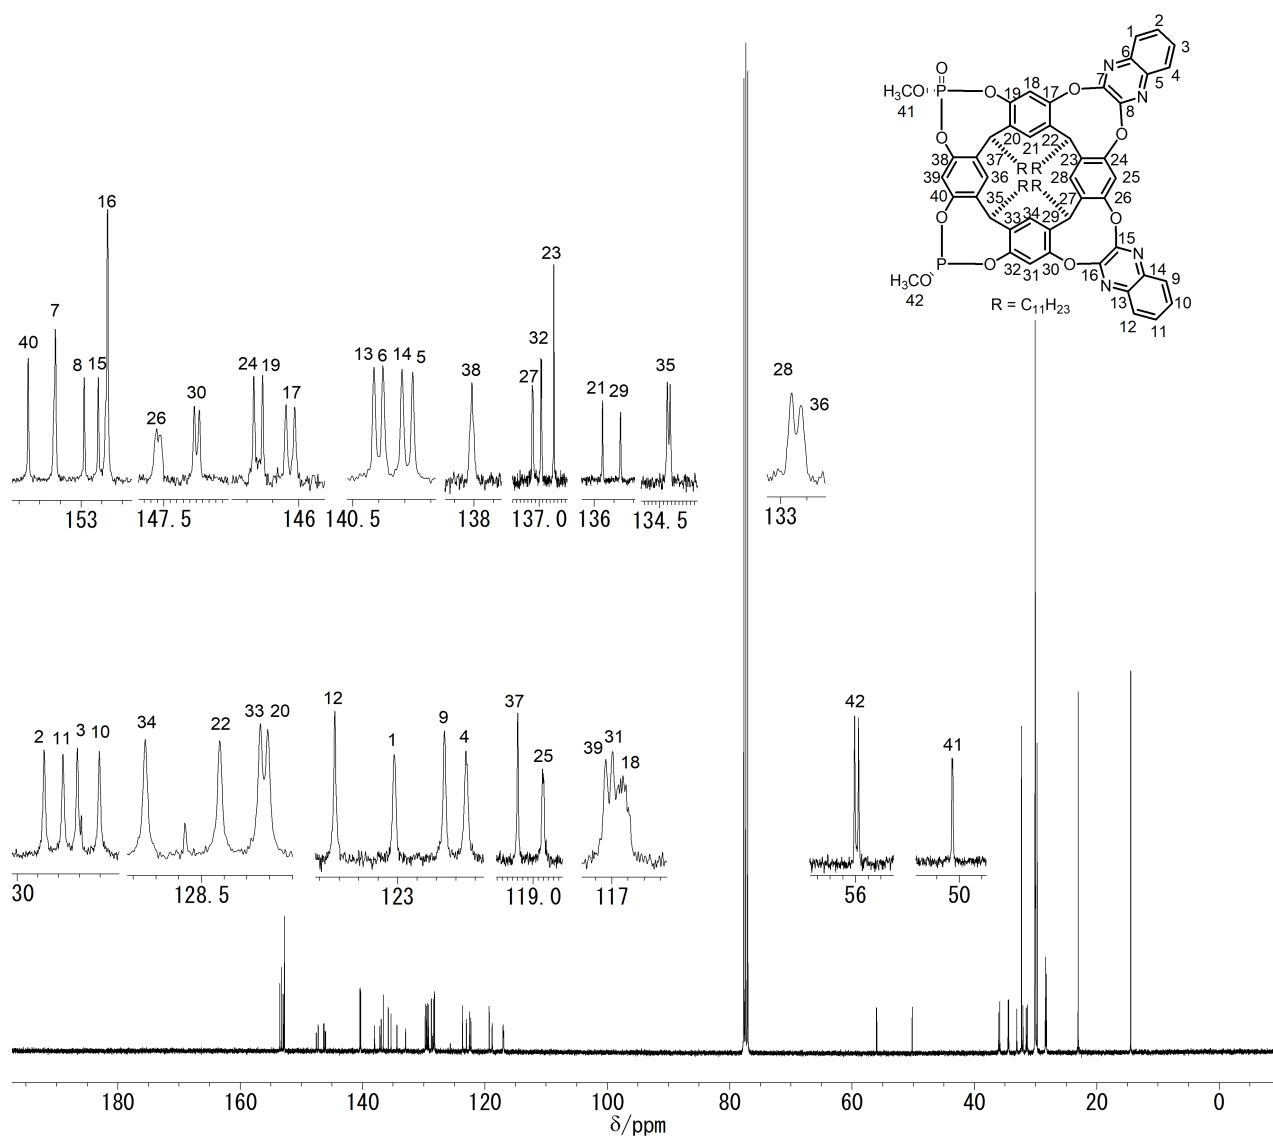 1 2
6 3
O N 4
18 7 5
H3CO P O 19 17 O 8 N
41
O 20 21 22 O
38 37 23 24
39 36 R R 28 25
40 35 R R 27 26
O 33 34 29 O
15 N
P O 32 31 30 O 16 14 9
H3CO N 13 10
42 12 11
R = C11H23
40 7 8 15 16 26 30 24 19 17 13 6 14 5 38 27 32 23 21 29 35 28 36
153 147.5 146 140.5 138 137.0 136 134.5 133
2 11 3 10 34 22 33 20 12 1 9 4 37 25 39 31 18 42 41
30 128.5 123 119.0 117 56 50
180 160 140 120 100 80 60 40 20 0
δ/ppm